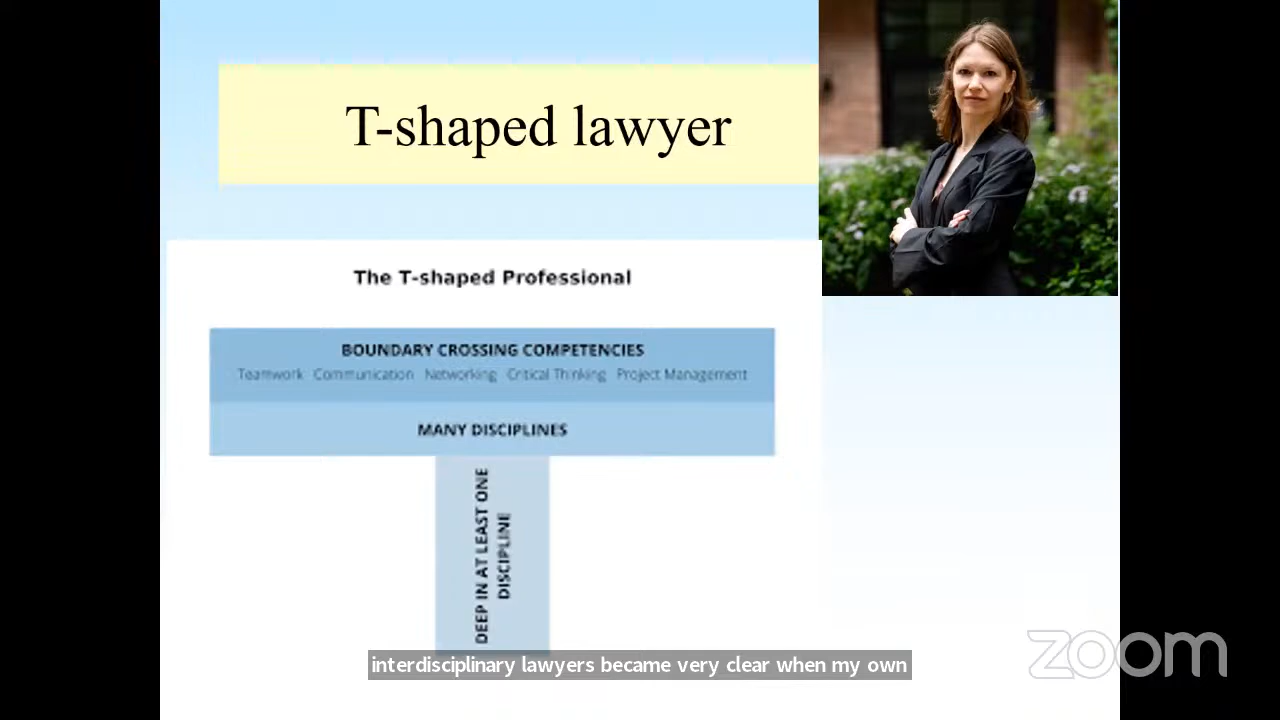 T-shaped lawyer
The T-shaped Professional
BOUNDARY CROSSING COMPETENCIES
Teamwork Communication Networking Critical Thinking Project Management
MANY DISCIPLINES
DEEP IN AT LEAST ONE
DISCIPLINE
interdisciplinary lawyers became very clear when my own
zoom